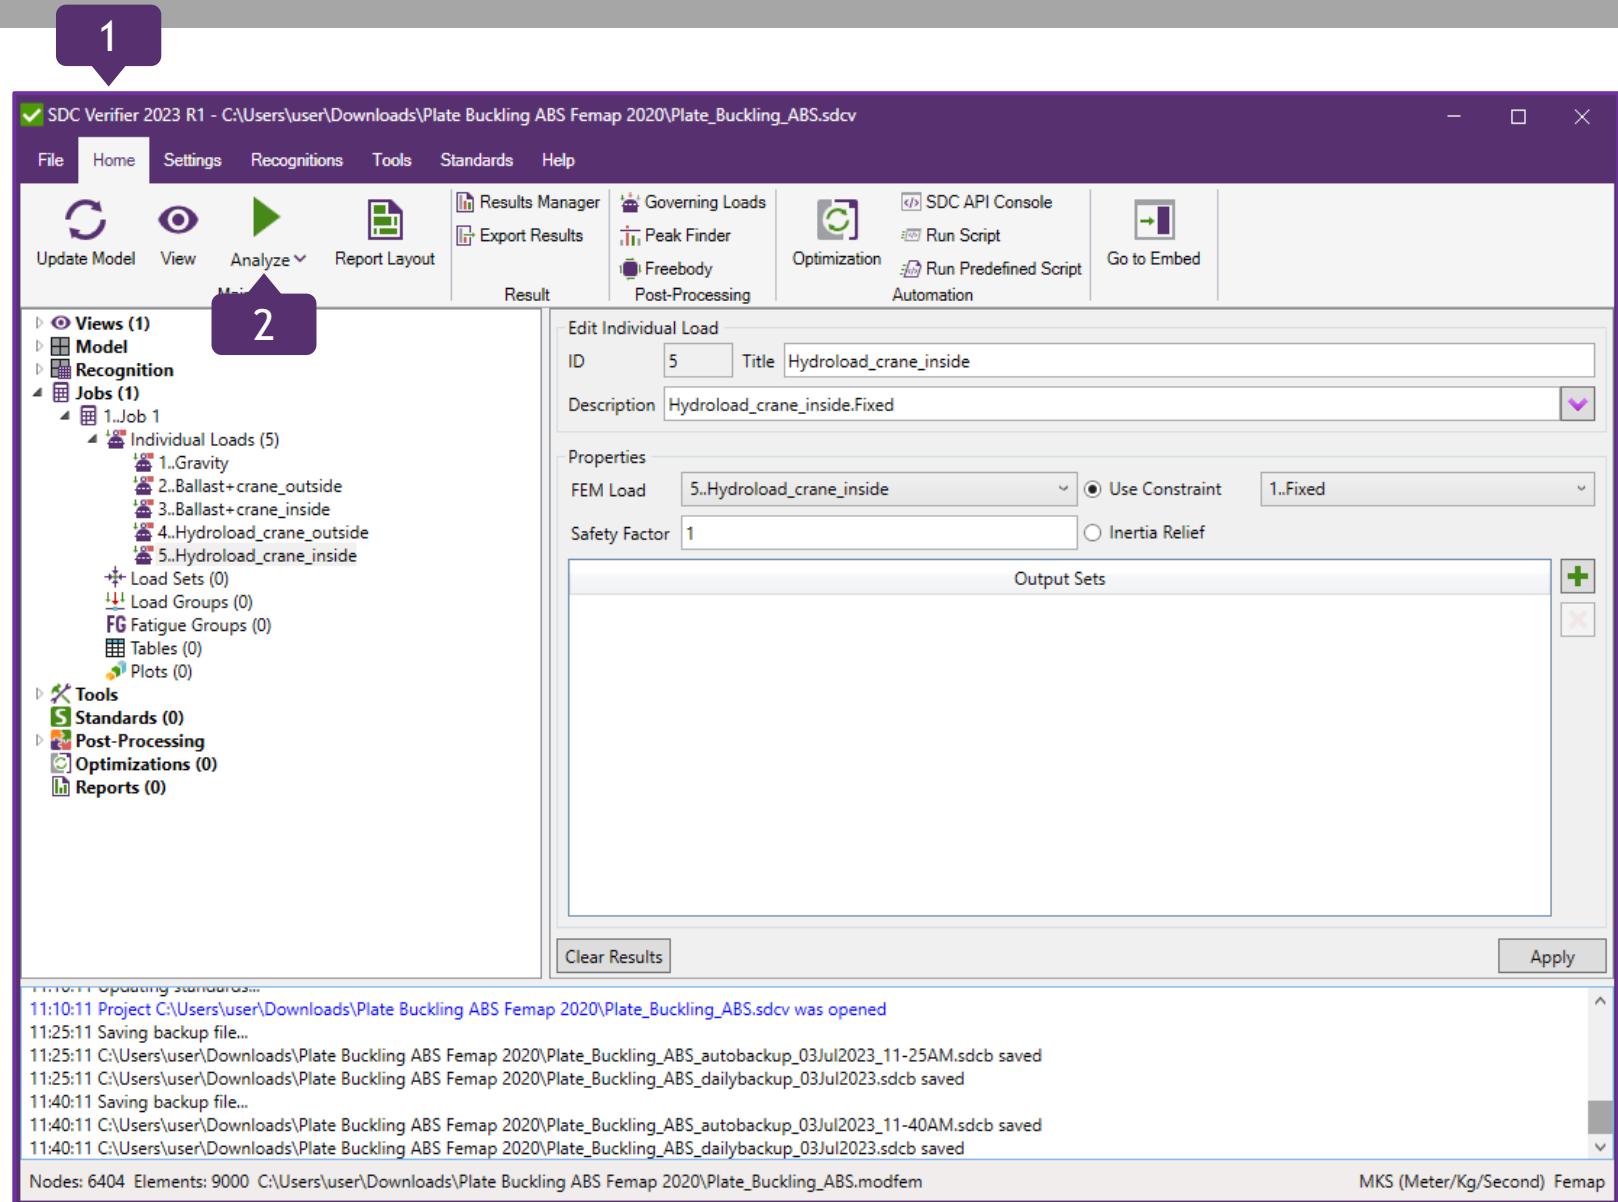 1
SDC Verifier 2023 R1 - C:\Users\user\Downloads\Plate Buckling ABS Femap 2020\Plate_Buckling_ABS.sdcv
File Home Settings Recognitions Tools Standards Help
Update Model View Analyze Report Layout
Results Manager
Export Results
Result
Governing Loads
Peak Finder
Freebody
Post-Processing
Optimization
SDC API Console
Run Script
Run Predefined Script
Automation
Go to Embed
2
Views (1)
Model
Recognition
Jobs (1)
1..Job 1
Individual Loads (5)
1..Gravity
2..Ballast+crane_outside
3..Ballast+crane_inside
4..Hydroload_crane_outside
5..Hydroload_crane_inside
Load Sets (0)
Load Groups (0)
FG Fatigue Groups (0)
Tables (0)
Plots (0)
Tools
S Standards (0)
Post-Processing
Optimizations (0)
Reports (0)
Edit Individual Load
ID 5 Title Hydroload_crane_inside
Description Hydroload_crane_inside.Fixed
Properties
FEM Load 5..Hydroload_crane_inside Use Constraint 1..Fixed
Safety Factor 1 Inertia Relief
Output Sets
Clear Results Apply
11:10:11 Updating standards...
11:10:11 Project C:\Users\user\Downloads\Plate Buckling ABS Femap 2020\Plate_Buckling_ABS.sdcv was opened
11:25:11 Saving backup file...
11:25:11 C:\Users\user\Downloads\Plate Buckling ABS Femap 2020\Plate_Buckling_ABS_autobackup_03Jul2023_11-25AM.sdcb saved
11:25:11 C:\Users\user\Downloads\Plate Buckling ABS Femap 2020\Plate_Buckling_ABS_dailybackup_03Jul2023.sdcb saved
11:40:11 Saving backup file...
11:40:11 C:\Users\user\Downloads\Plate Buckling ABS Femap 2020\Plate_Buckling_ABS_autobackup_03Jul2023_11-40AM.sdcb saved
11:40:11 C:\Users\user\Downloads\Plate Buckling ABS Femap 2020\Plate_Buckling_ABS_dailybackup_03Jul2023.sdcb saved
Nodes: 6404 Elements: 9000 C:\Users\user\Downloads\Plate Buckling ABS Femap 2020\Plate_Buckling_ABS.modfem MKS (Meter/Kg/Second) Femap